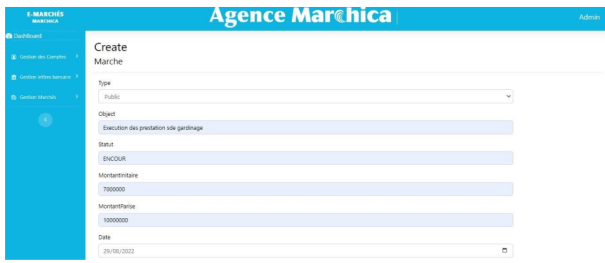 E-MARCHÉS
MARCHICA
Agence Marchica
Admin
Dashboard
Gestion des Comptes
Gestion ldtres bancaire
Gestion Marchés
Create
Marche
Type
Public
Object
Execution des prestation sde gardinage
Statut
ENCOUR
Montantinitaire
7000000
MontantParise
10000000
Date
29/08/2022